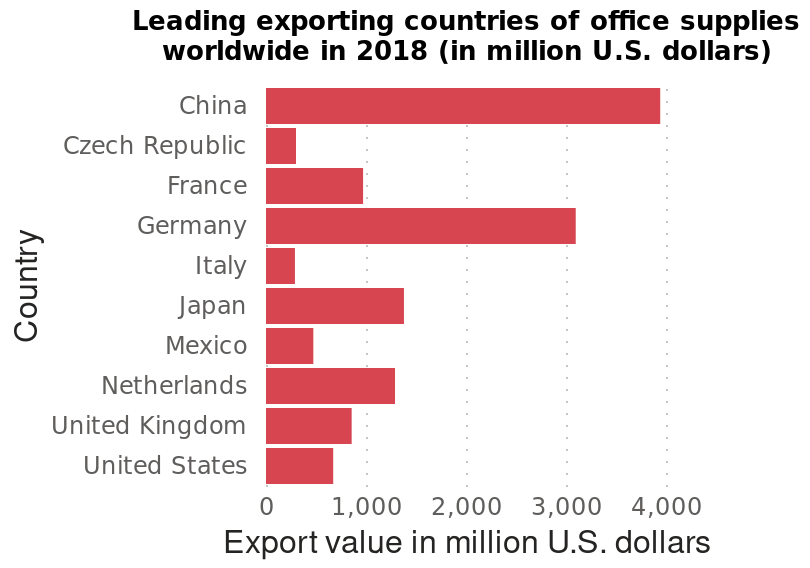 Leading exporting countries of office supplies
worldwide in 2018 (in million U.S. dollars)
Country
China
Czech Republic
France
Germany
Italy
Japan
Mexico
Netherlands
United Kingdom
United States
0 1,000 2,000 3,000 4,000
Export value in million U.S. dollars